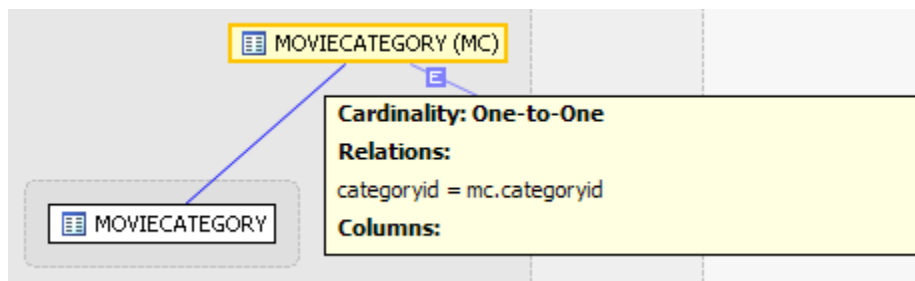 MOVIECATEGORY (MC)
E
Cardinality: One-to-One
Relations:
categoryid = mc.categoryid
Columns:
MOVIECATEGORY